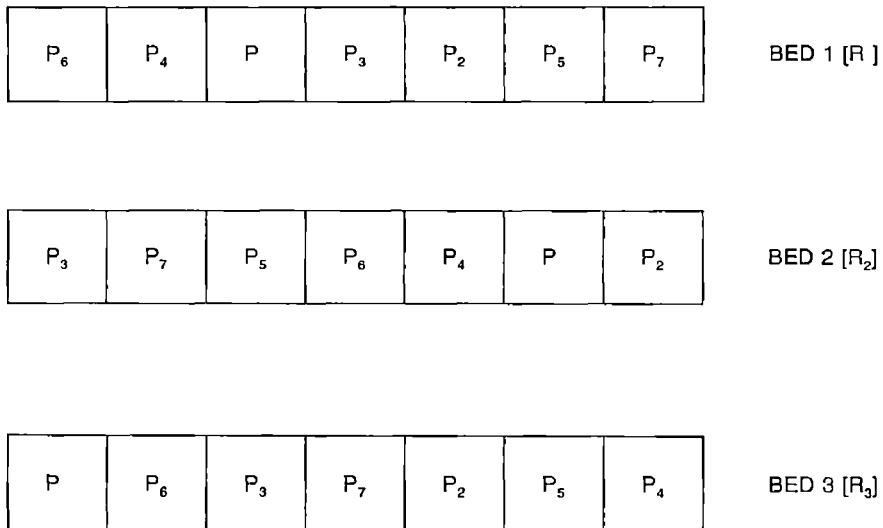 P₆ P₄ P P₃ P₂ P₅ P₇ BED 1 [R ]
P₃ P₇ P₅ P₆ P₄ P P₂ BED 2 [R₂]
P P₆ P₃ P₇ P₂ P₅ P₄ BED 3 [R₃]